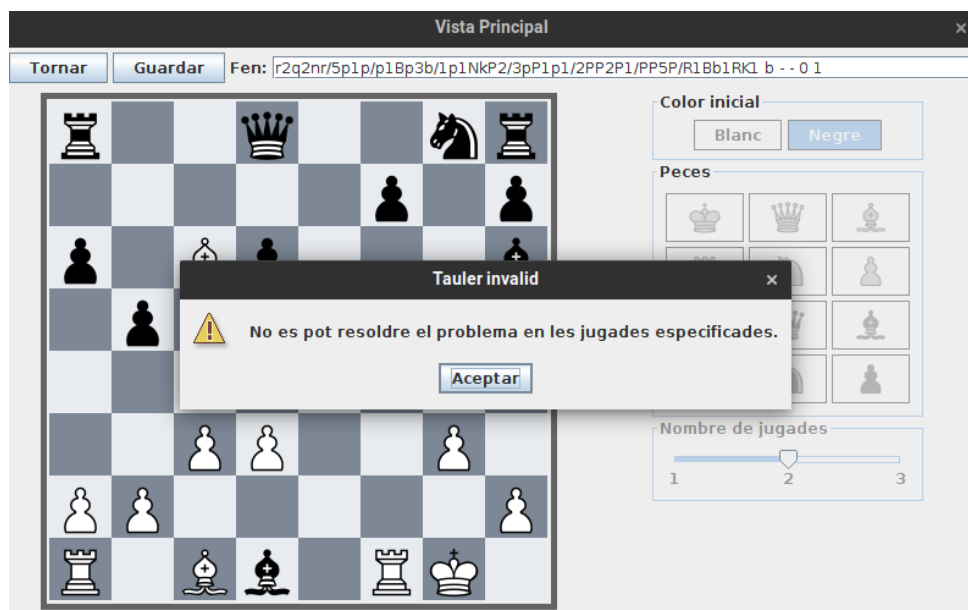 Vista Principal
Tornar Guardar Fen: r2q2nr/5p1p/p1Bp3b/1p1NkP2/3pP1p1/2PP2P1/PP5P/R1Bb1RK1 b - - 0 1
Color inicial
Blanc Negre
Peces
Tauler invalid
No es pot resoldre el problema en les jugades especificades.
Aceptar
Nombre de jugades
1 2 3